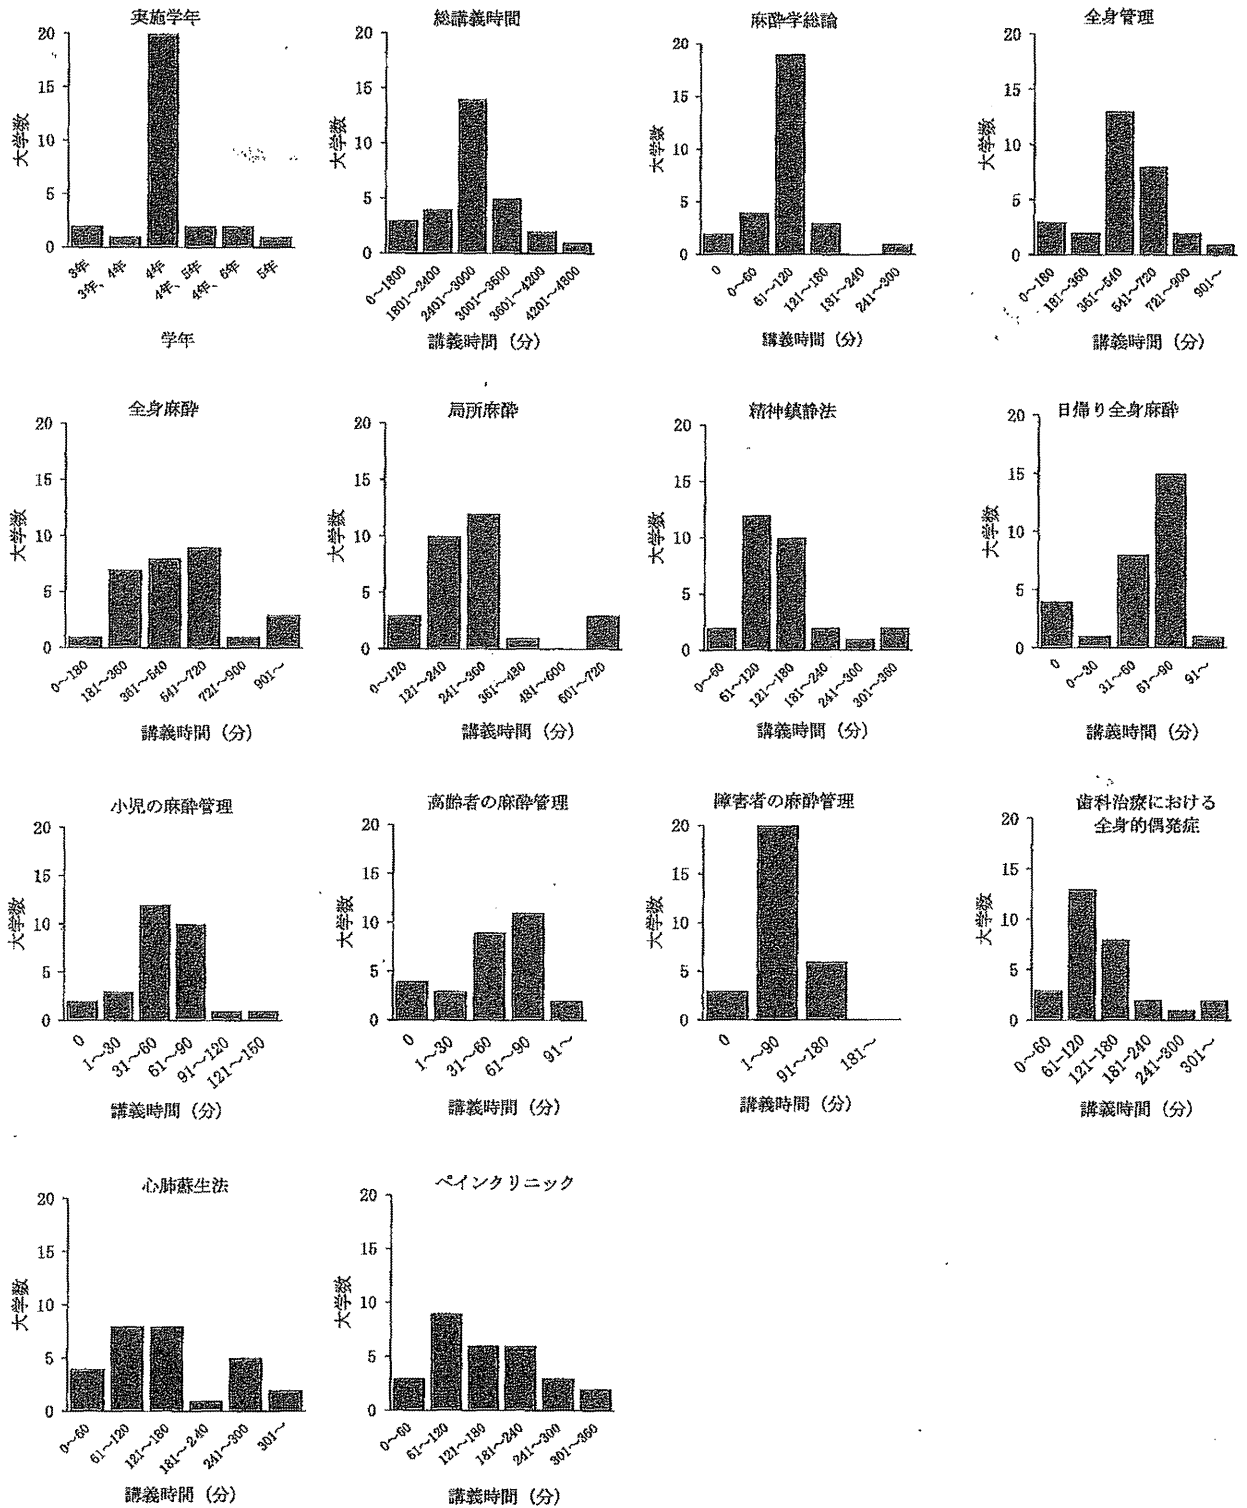 実施学年
20
15
10
5
0
大学数
3年
3年、4年
4年
4年、5年
4年、6年
5年
学年
総講義時間
20
15
10
5
0
大学数
0～1800
1801～2400
2401～3000
3001～3600
3601～4200
4201～4800
講義時間（分）
麻酔学総論
20
15
10
5
0
大学数
0
0～60
61～120
121～180
181～240
241～300
講義時間（分）
全身管理
20
15
10
5
0
大学数
0～180
181～360
361～540
541～720
721～900
901～
講義時間（分）
全身麻酔
20
15
10
5
0
大学数
0～180
181～360
361～540
541～720
721～900
901～
講義時間（分）
局所麻酔
20
15
10
5
0
大学数
0～120
121～240
241～360
361～480
481～600
601～720
講義時間（分）
精神鎮静法
20
15
10
5
0
大学数
0～60
61～120
121～180
181～240
241～300
301～360
講義時間（分）
日帰り全身麻酔
20
15
10
5
0
大学数
0
0～30
31～60
61～90
91～
講義時間（分）
小児の麻酔管理
20
15
10
5
0
大学数
0
1～30
31～60
61～90
91～120
121～150
講義時間（分）
高齢者の麻酔管理
20
15
10
5
0
大学数
0
1～30
31～60
61～90
91～
講義時間（分）
障害者の麻酔管理
20
15
10
5
0
大学数
0
1～90
91～180
181～
講義時間（分）
歯科治療における
全身的偶発症
20
15
10
5
0
大学数
0～60
61-120
121-180
181-240
241-300
301～
講義時間（分）
心肺蘇生法
20
15
10
5
0
大学数
0～60
61～120
121～180
181～240
241～300
301～
講義時間（分）
ペインクリニック
20
15
10
5
0
大学数
0～60
61～120
121～180
181～240
241～300
301～360
講義時間（分）